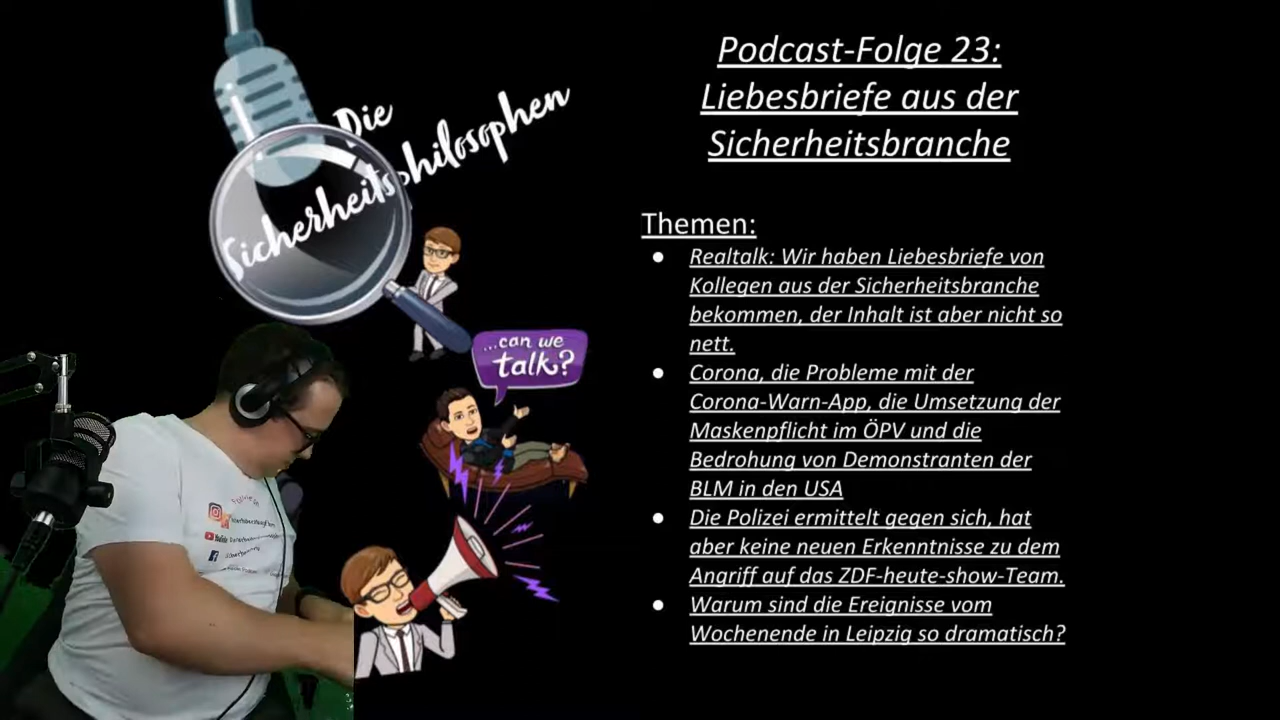 Die
Sicherheitsphilosophen
...can we
talk?
YouTube
Podcast-Folge 23:
Liebesbriefe aus der
Sicherheitsbranche
Themen:
● Realtalk: Wir haben Liebesbriefe von
Kollegen aus der Sicherheitsbranche
bekommen, der Inhalt ist aber nicht so
nett.
● Corona, die Probleme mit der
Corona-Warn-App, die Umsetzung der
Maskenpflicht im ÖPV und die
Bedrohung von Demonstranten der
BLM in den USA
● Die Polizei ermittelt gegen sich, hat
aber keine neuen Erkenntnisse zu dem
Angriff auf das ZDF-heute-show-Team.
● Warum sind die Ereignisse vom
Wochenende in Leipzig so dramatisch?